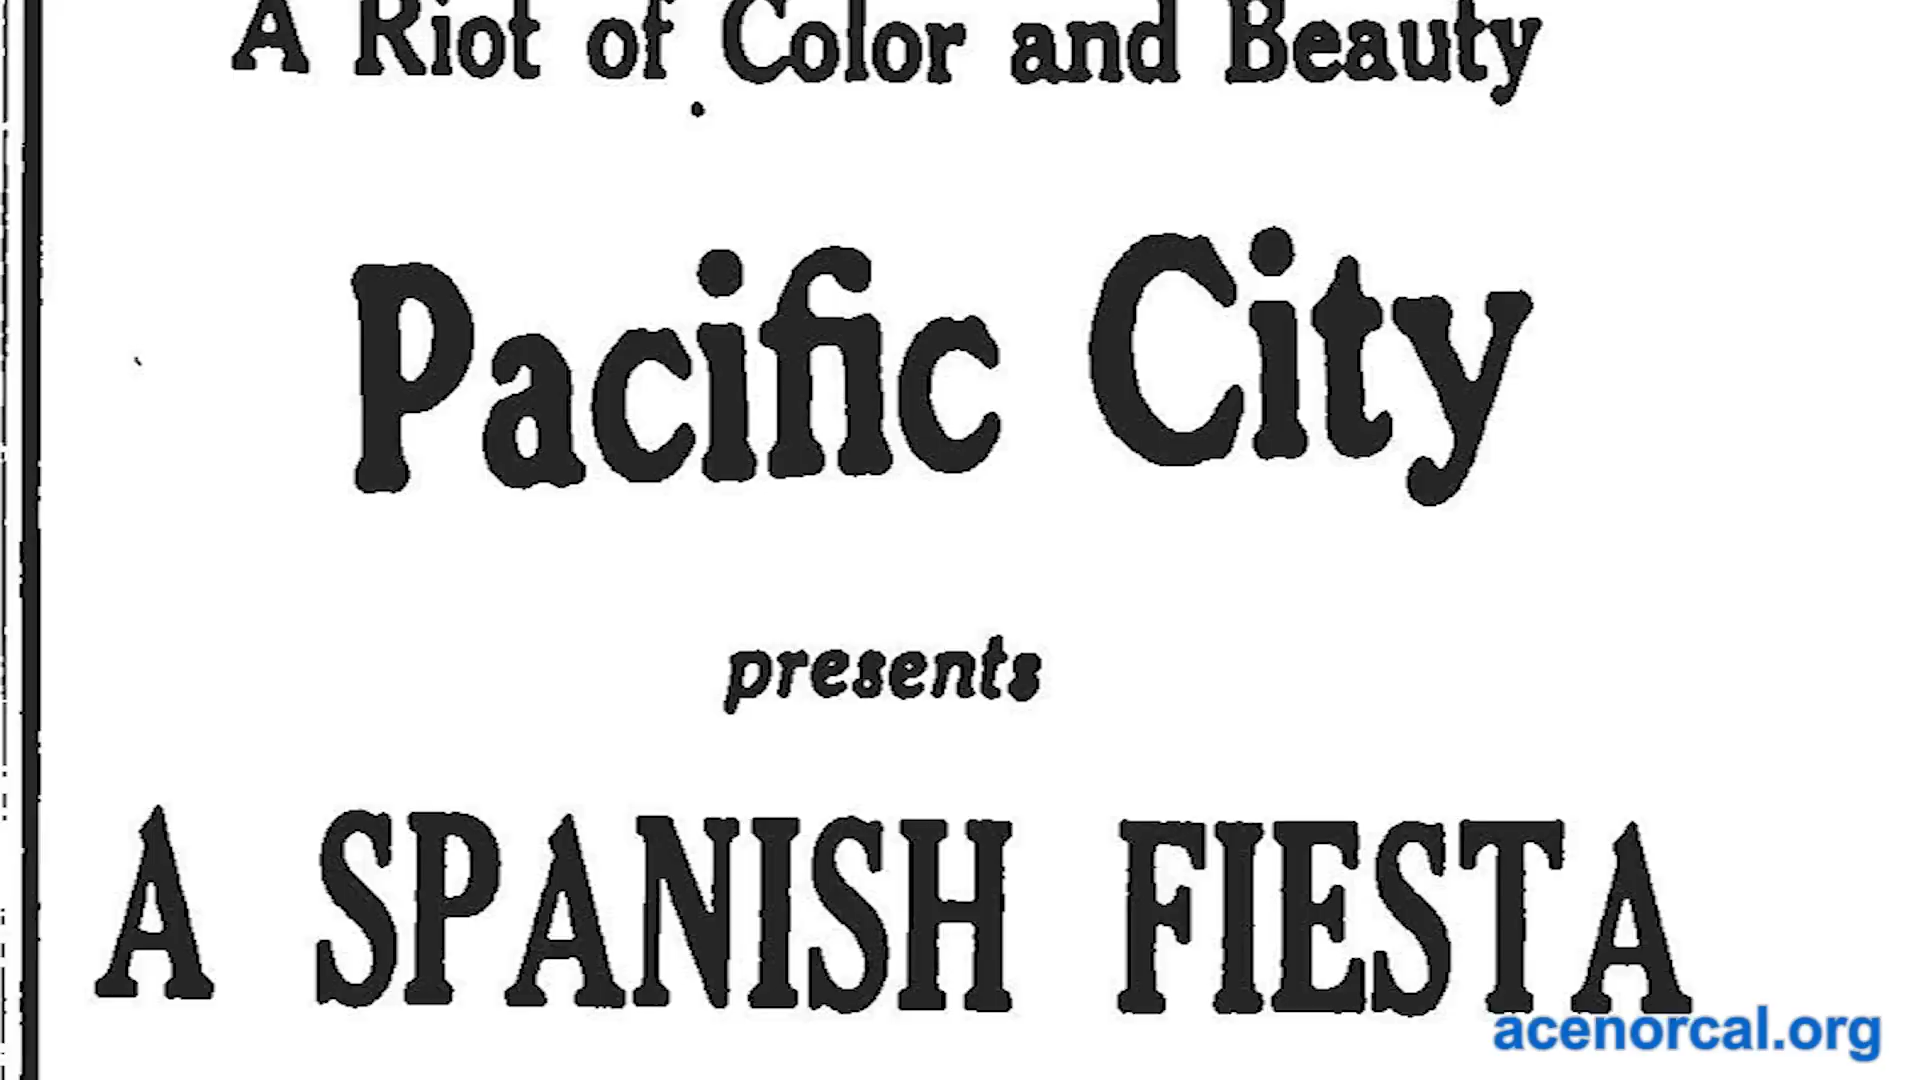 A Riot of Color and Beauty
Pacific City
presents
A SPANISH FIESTA
acenorcal.org